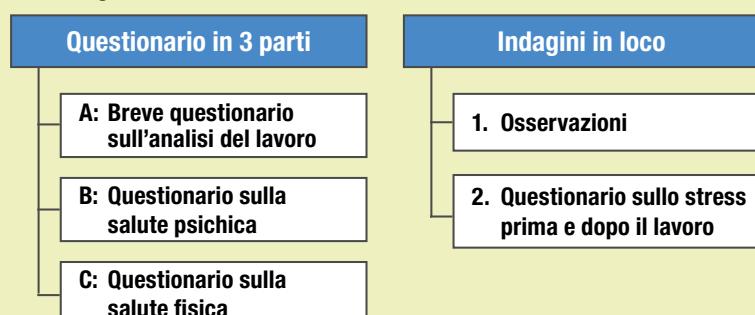 Questionario in 3 parti
A: Breve questionario
sull'analisi del lavoro
B: Questionario sulla
salute psichica
C: Questionario sulla
salute fisica
Indagini in loco
1. Osservazioni
2. Questionario sullo stress
prima e dopo il lavoro